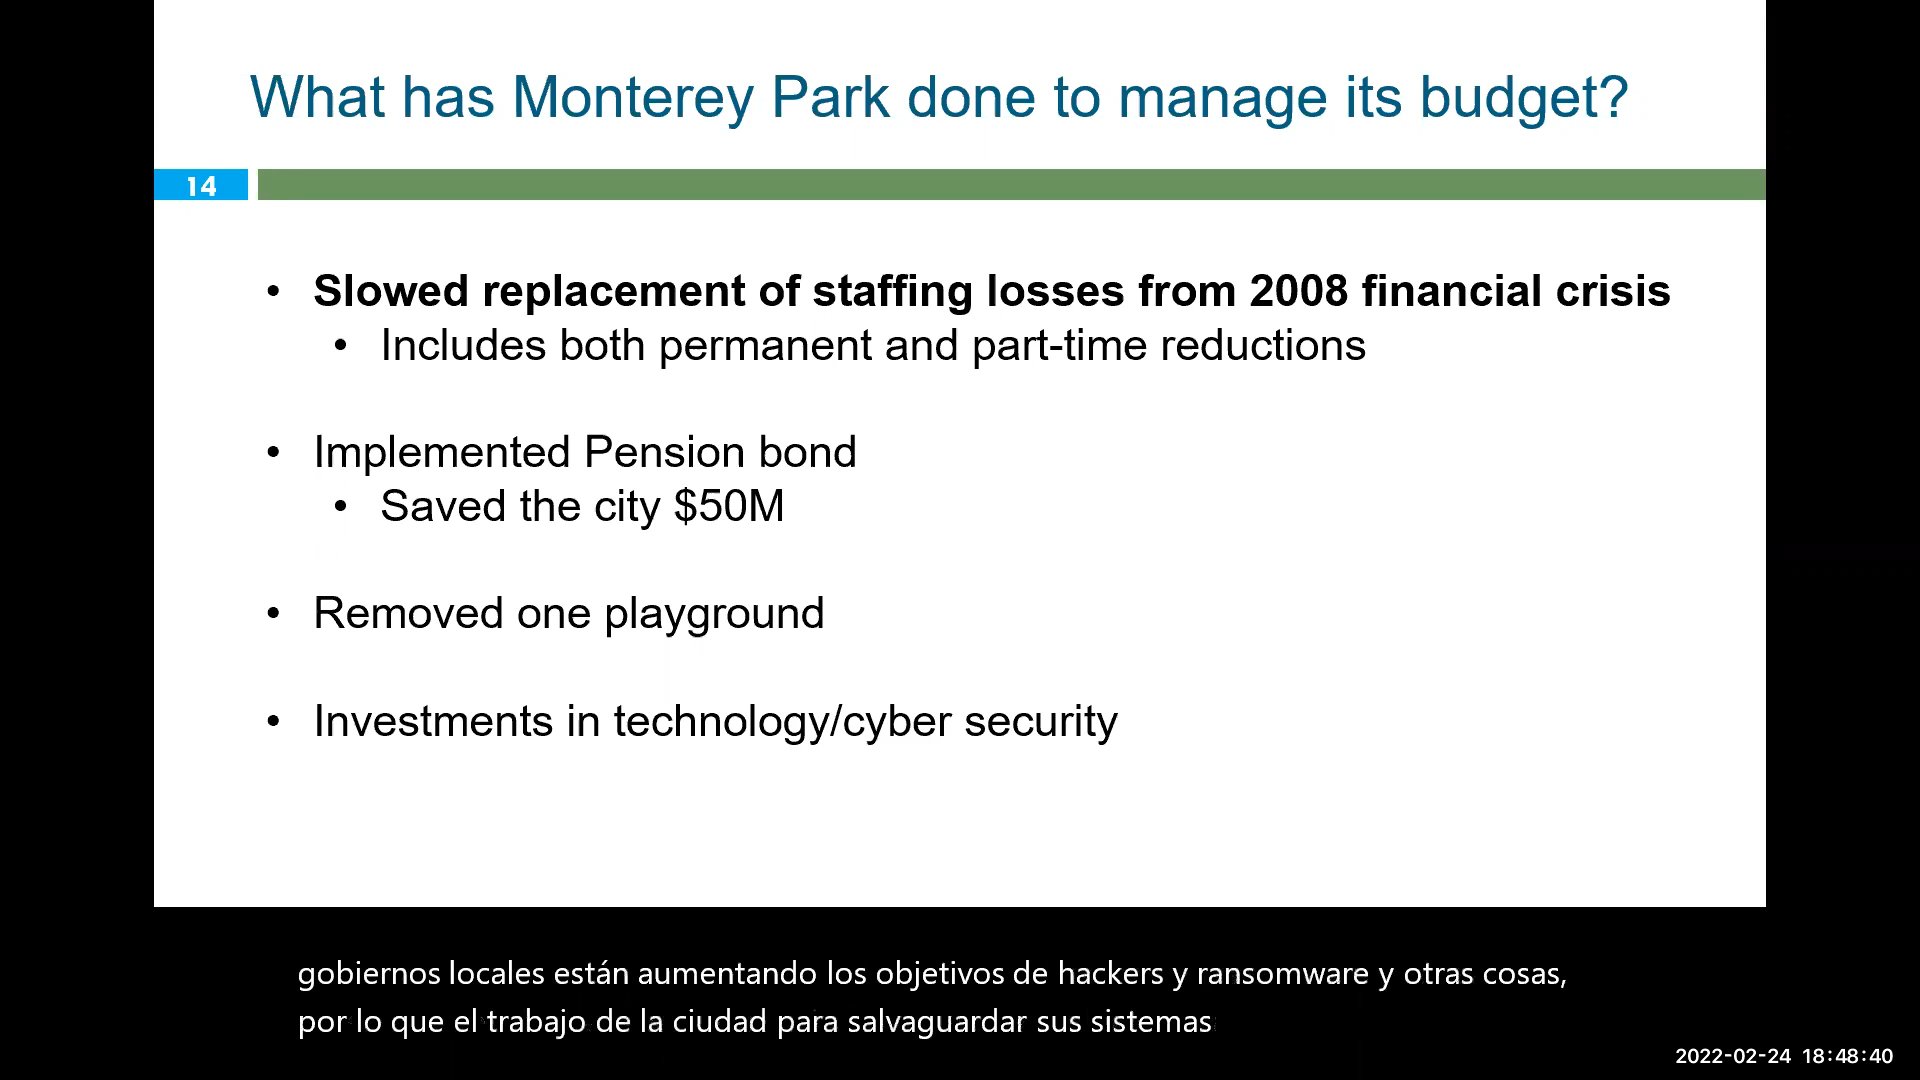 What has Monterey Park done to manage its budget?
14
• Slowed replacement of staffing losses from 2008 financial crisis
• Includes both permanent and part-time reductions
• Implemented Pension bond
• Saved the city $50M
• Removed one playground
• Investments in technology/cyber security
gobiernos locales están aumentando los objetivos de hackers y ransomware y otras cosas,
por lo que el trabajo de la ciudad para salvaguardar sus sistemas
2022-02-24 18:48:40